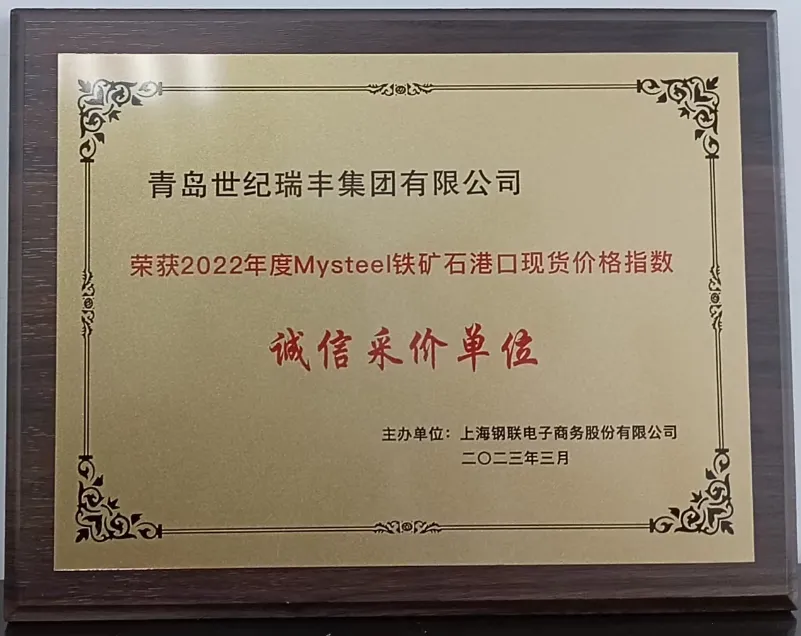 青岛世纪瑞丰集团有限公司
荣获2022年度Mysteel铁矿石港口现货价格指数
诚信采价单位
主办单位：上海钢联电子商务股份有限公司
二〇二三年三月